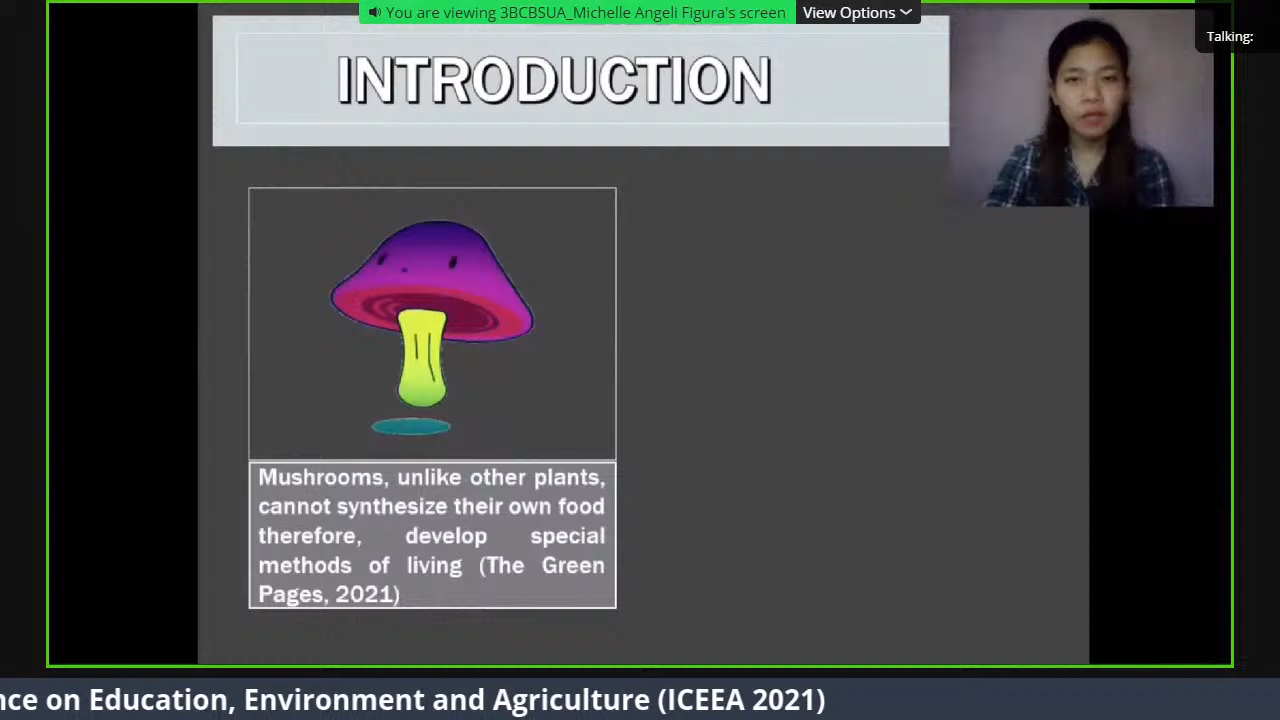 You are viewing 3BCBSUA_Michelle Angeli Figura's screen
View Options
Talking:
INTRODUCTION
Mushrooms, unlike other plants,
cannot synthesize their own food
therefore, develop special
methods of living (The Green
Pages, 2021)
nce on Education, Environment and Agriculture (ICEEA 2021)